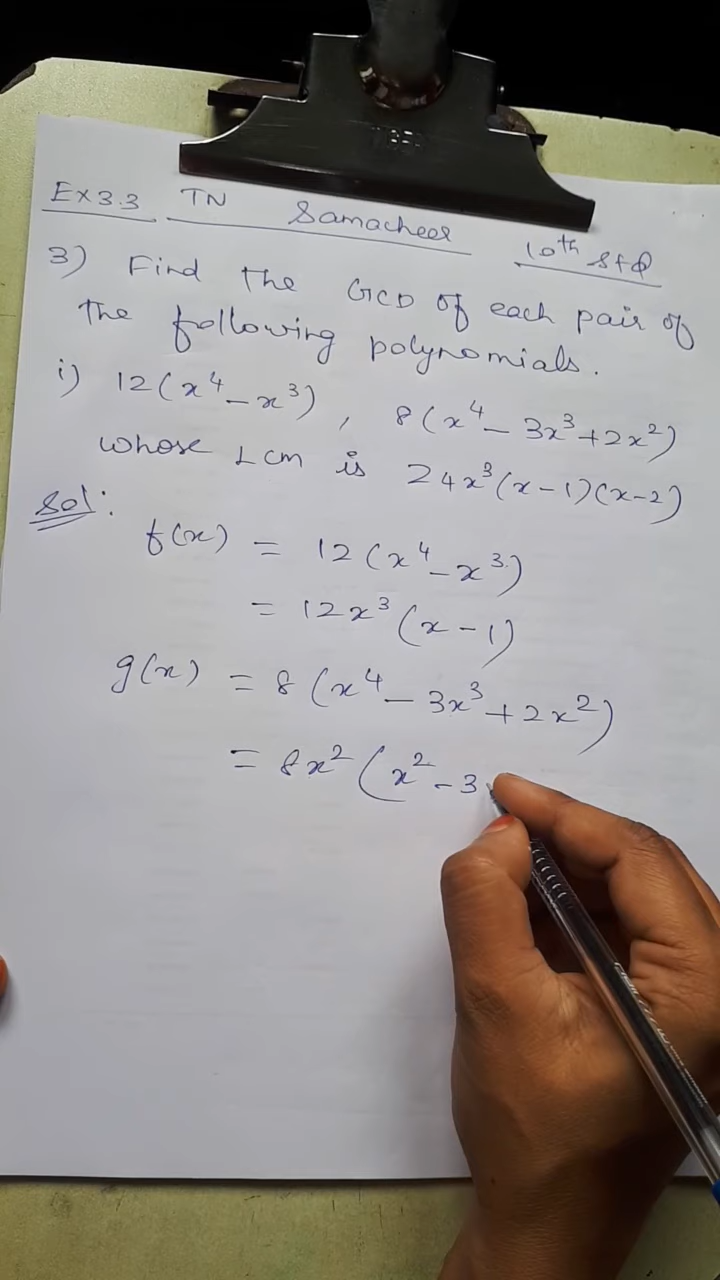 Ex 3.3 TN Samacheer 10th Std
3) Find the GCD of each pair of
the following polynomials.
i) 12(x⁴ - x³), 8(x⁴ - 3x³ + 2x²)
whose LCM is 24x³(x-1)(x-2)
Sol:
f(x) = 12(x⁴ - x³)
= 12x³(x - 1)
g(x) = 8(x⁴ - 3x³ + 2x²)
= 8x²(x² - 3